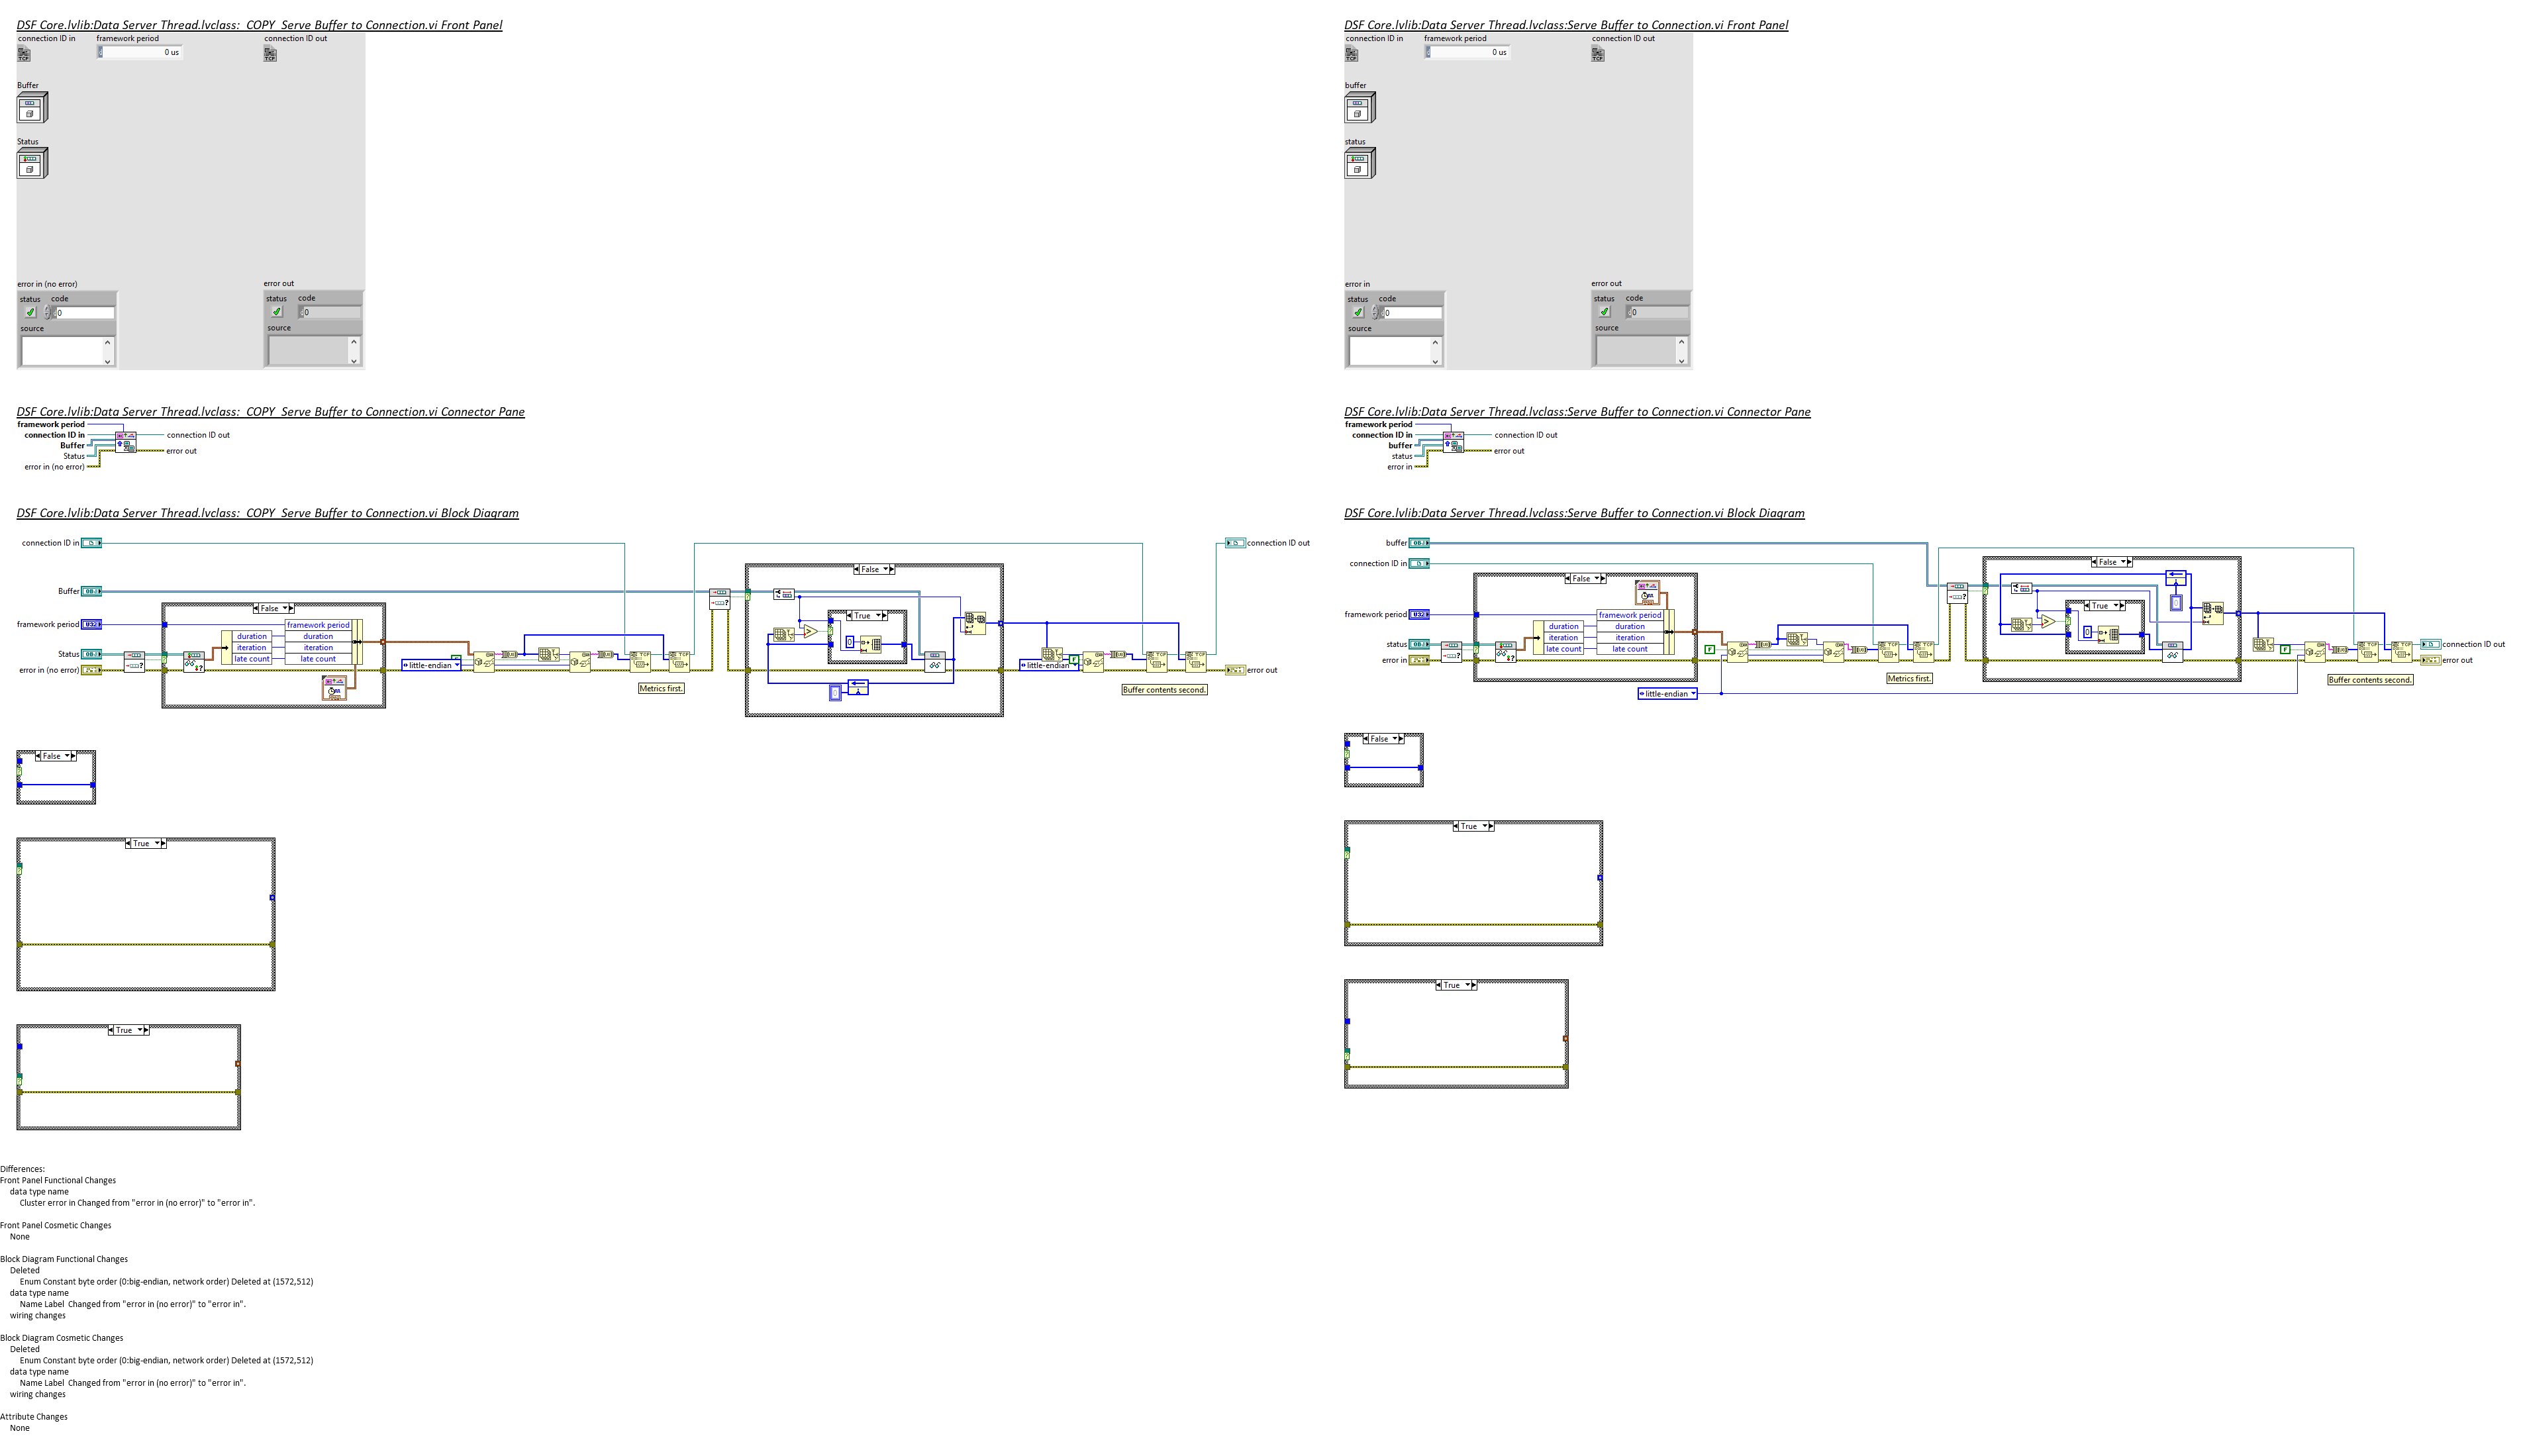 DSF Core.lvlib:Data Server Thread.lvclass:  COPY  Serve Buffer to Connection.vi Front Panel
connection ID in
framework period
connection ID out
TCP
0 us
TCP
Buffer
Status
error in (no error)
error out
status
code
status
code
0
0
source
source
DSF Core.lvlib:Data Server Thread.lvclass:  COPY  Serve Buffer to Connection.vi Connector Pane
framework period
connection ID in
connection ID out
Buffer
Status
error out
error in (no error)
DSF Core.lvlib:Data Server Thread.lvclass:  COPY  Serve Buffer to Connection.vi Block Diagram
connection ID in
connection ID out
False
Buffer
OBJ
False
True
framework period
U32
framework period
duration
duration
iteration
iteration
late count
late count
Status
OBJ
0
little-endian
little-endian
error in (no error)
error out
Metrics first.
Buffer contents second.
False
True
True
Differences:
Front Panel Functional Changes
data type name
Cluster error in Changed from "error in (no error)" to "error in".
Front Panel Cosmetic Changes
None
Block Diagram Functional Changes
Deleted
Enum Constant byte order (0:big-endian, network order) Deleted at (1572,512)
data type name
Name Label  Changed from "error in (no error)" to "error in".
wiring changes
Block Diagram Cosmetic Changes
Deleted
Enum Constant byte order (0:big-endian, network order) Deleted at (1572,512)
data type name
Name Label  Changed from "error in (no error)" to "error in".
wiring changes
Attribute Changes
None
DSF Core.lvlib:Data Server Thread.lvclass:Serve Buffer to Connection.vi Front Panel
connection ID in
framework period
connection ID out
TCP
0 us
TCP
buffer
status
error in
error out
status
code
status
code
0
0
source
source
DSF Core.lvlib:Data Server Thread.lvclass:Serve Buffer to Connection.vi Connector Pane
framework period
connection ID in
connection ID out
buffer
status
error out
error in
DSF Core.lvlib:Data Server Thread.lvclass:Serve Buffer to Connection.vi Block Diagram
buffer
OBJ
connection ID in
False
False
True
framework period
U32
framework period
duration
duration
iteration
iteration
late count
late count
status
OBJ
0
F
F
connection ID out
error in
error out
Metrics first.
Buffer contents second.
little-endian
False
True
True